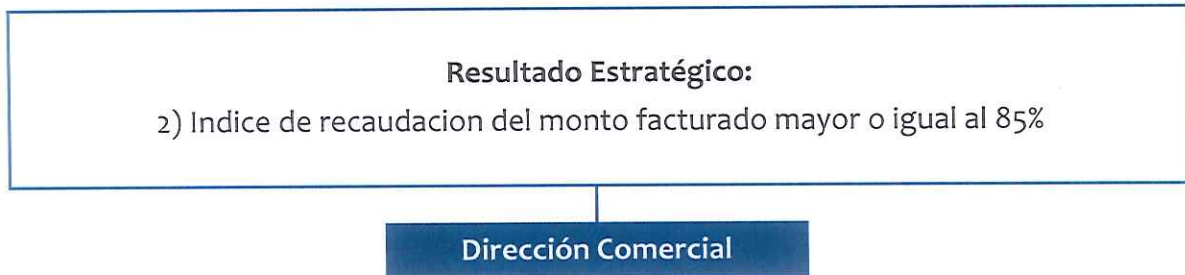 Resultado Estratégico:
2) Indice de recaudacion del monto facturado mayor o igual al 85%
Dirección Comercial